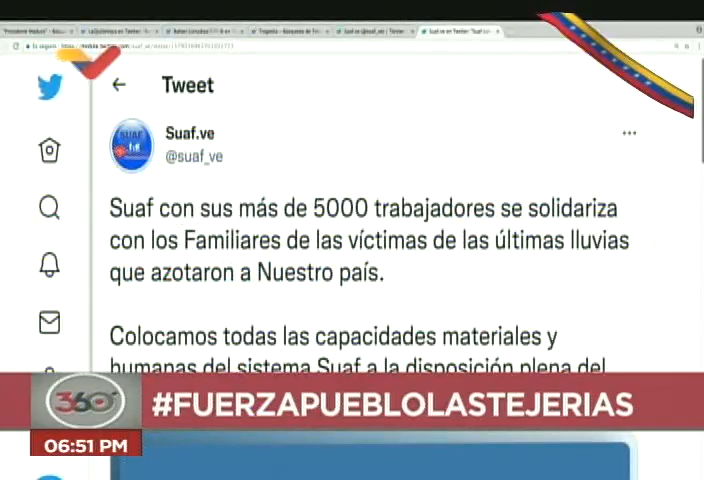 Tweet
SUAF
Suaf.ve
@suaf_ve
Suaf con sus más de 5000 trabajadores se solidariza
con los Familiares de las víctimas de las últimas lluvias
que azotaron a Nuestro país.
Colocamos todas las capacidades materiales y
humanas del sistema Suaf a la disposición plena del
360°
#FUERZAPUEBLOLASTEJERIAS
06:51 PM